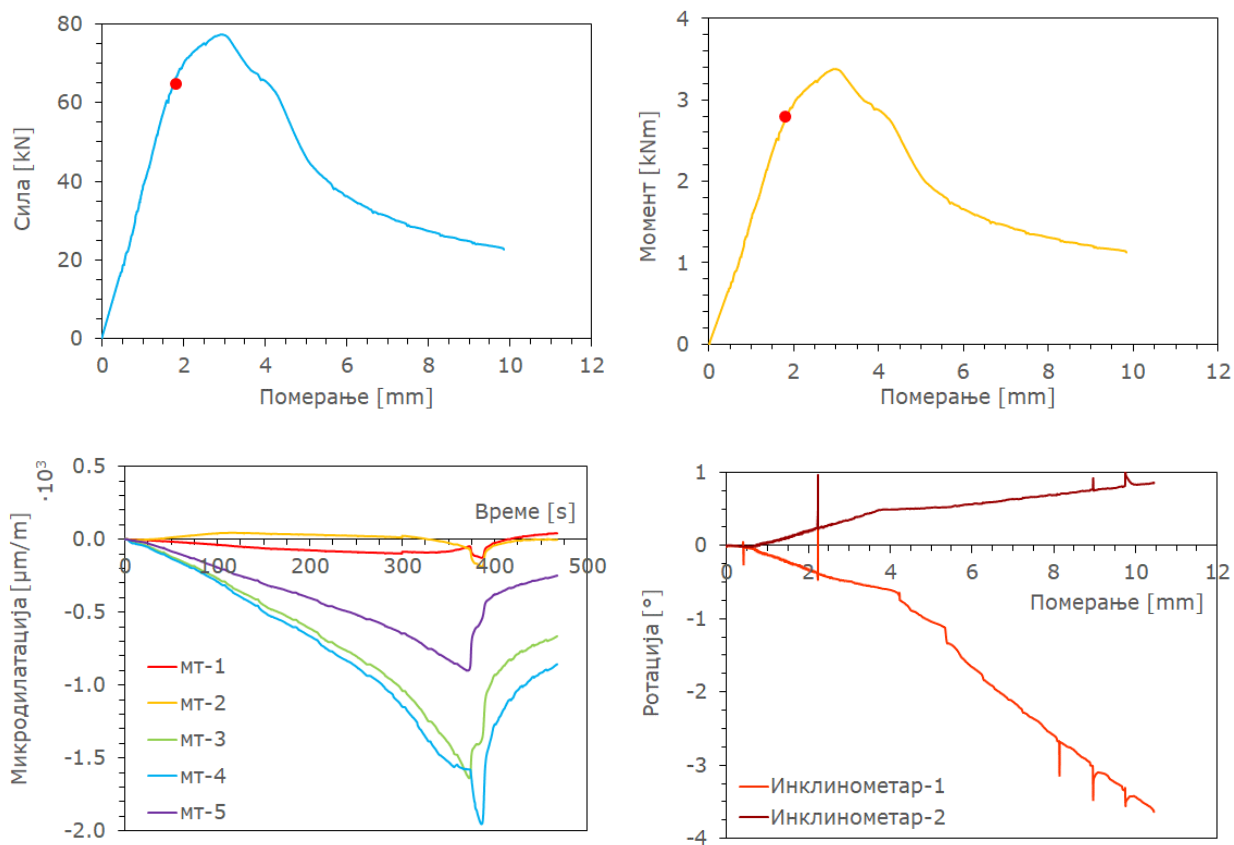 80
60
40
20
0
Сила [kN]
0 2 4 6 8 10 12
Померање [mm]
4
3
2
1
0
Момент [kNm]
0 2 4 6 8 10 12
Померање [mm]
·10³
0.5
0.0
-0.5
-1.0
-1.5
-2.0
Микродилатација [µm/m]
Време [s]
0 100 200 300 400 500
мт-1
мт-2
мт-3
мт-4
мт-5
1
0
-1
-2
-3
-4
Ротација [°]
0 2 4 6 8 10 12
Померање [mm]
Инклинометар-1
Инклинометар-2